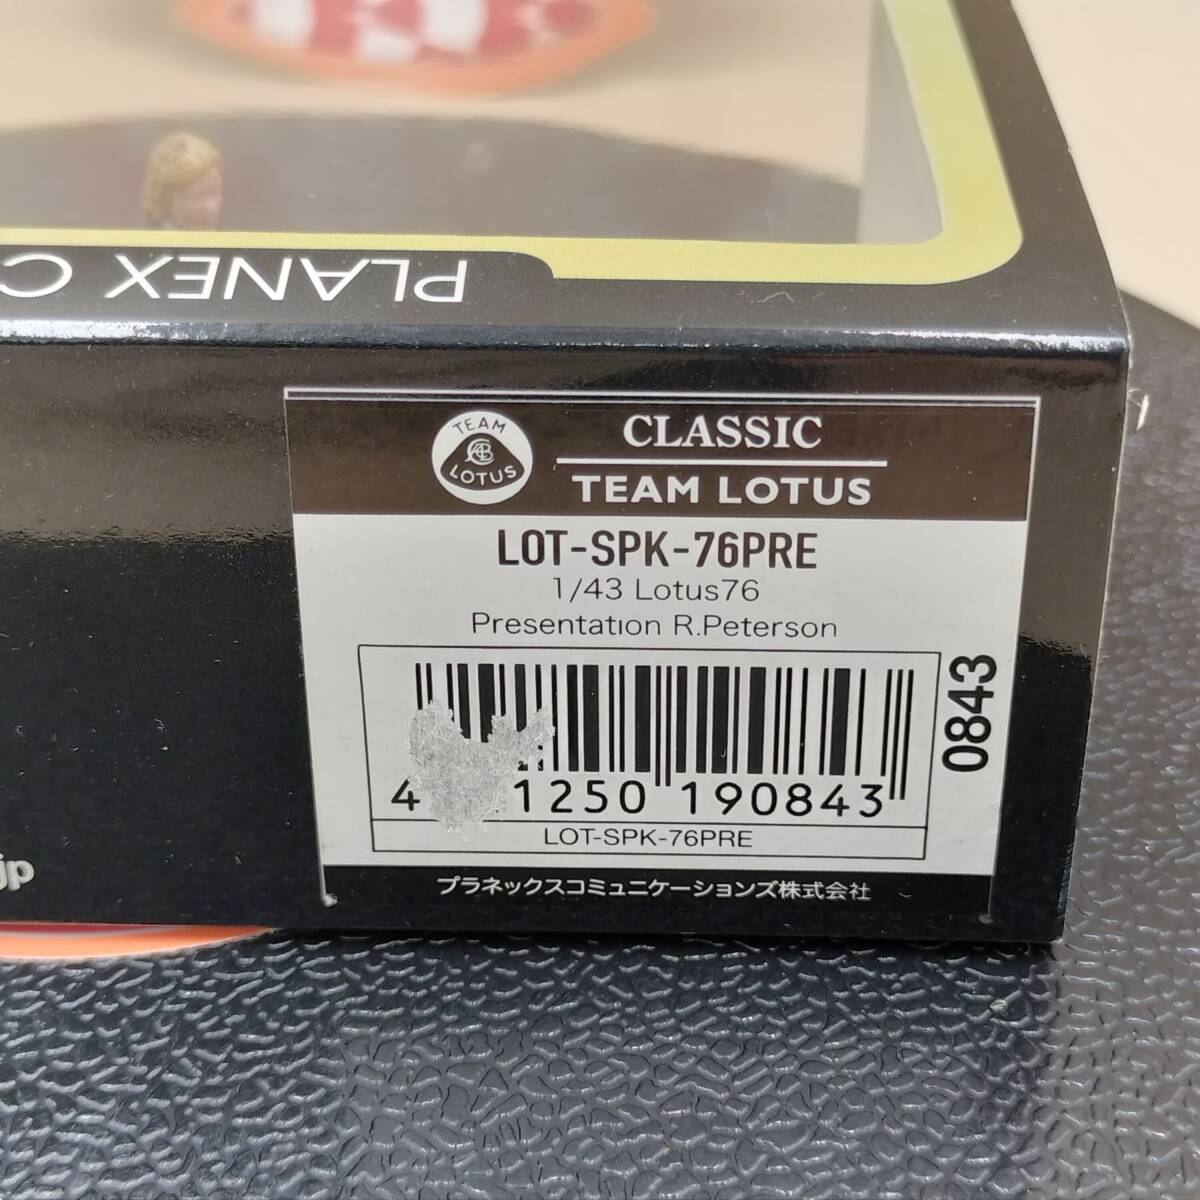 PLANEX C
TEAM
LOTUS
CLASSIC
TEAM LOTUS
LOT-SPK-76PRE
1/43 Lotus76
Presentation R.Peterson
0843
4 1250 190843
LOT-SPK-76PRE
プラネックスコミュニケーションズ株式会社
jp